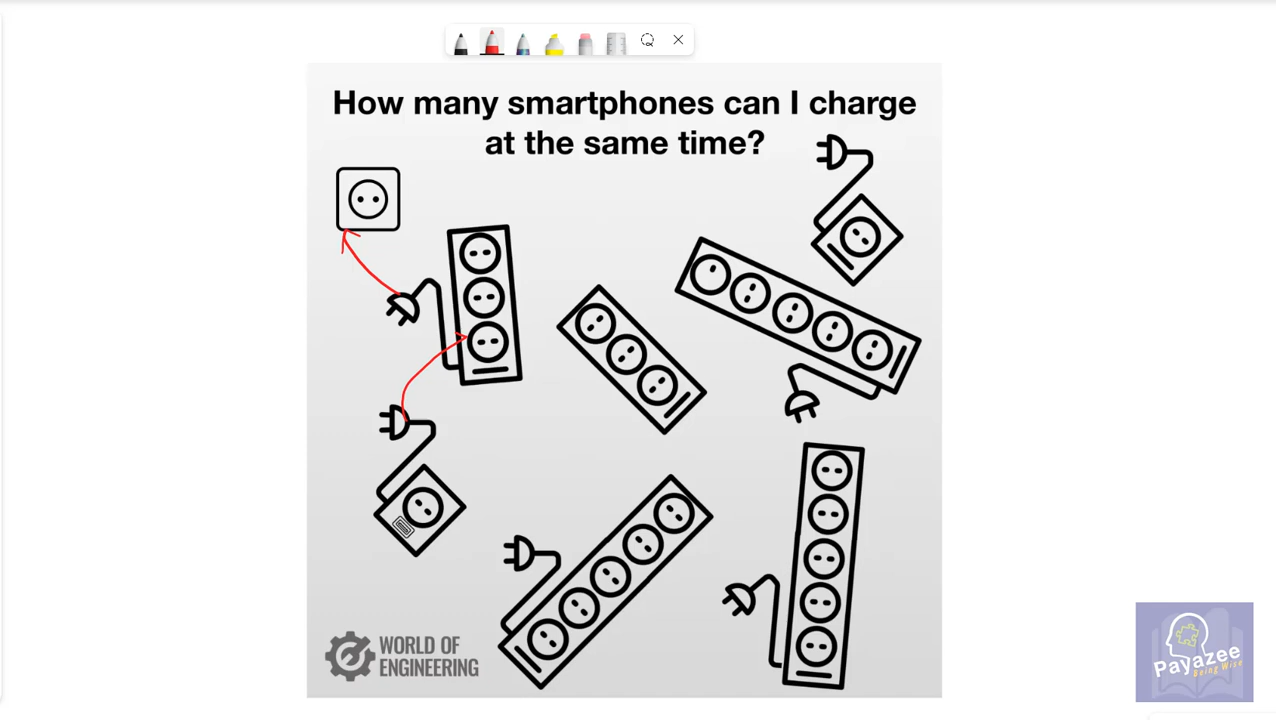 How many smartphones can I charge
at the same time?
WORLD OF
ENGINEERING
Payazee
Being Wise